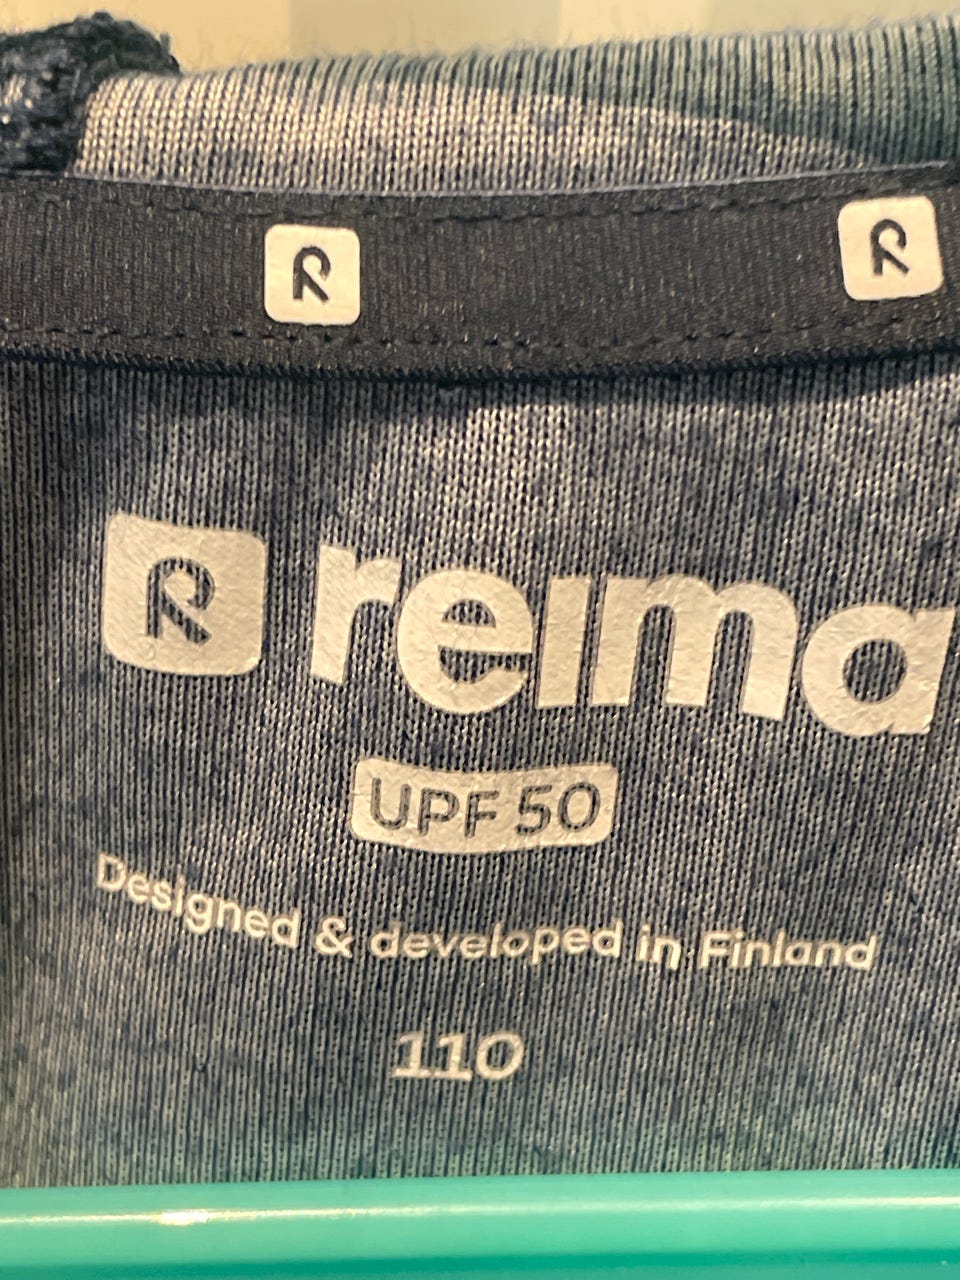 R R
R reima
UPF 50
Designed & developed in Finland
110